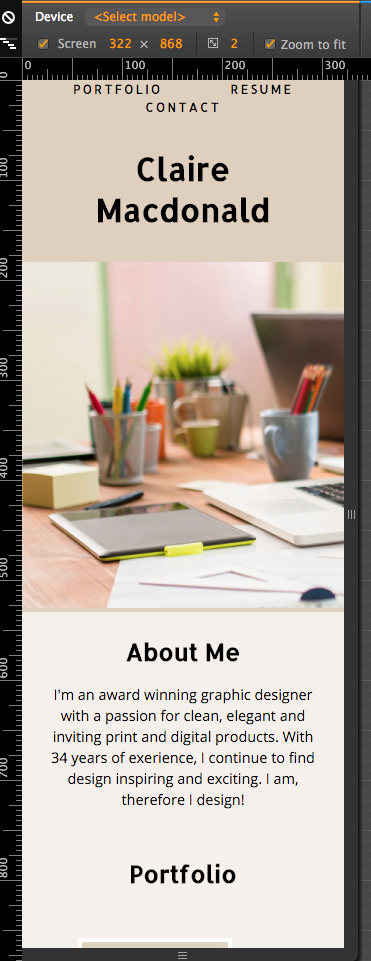 Device <Select model>
Screen 322 × 868 2 Zoom to fit
0 100 200 300
0
100
200
300
400
500
600
700
800
PORTFOLIO RESUME
CONTACT
Claire
Macdonald
About Me
I'm an award winning graphic designer
with a passion for clean, elegant and
inviting print and digital products. With
34 years of exerience, I continue to find
design inspiring and exciting. I am,
therefore I design!
Portfolio